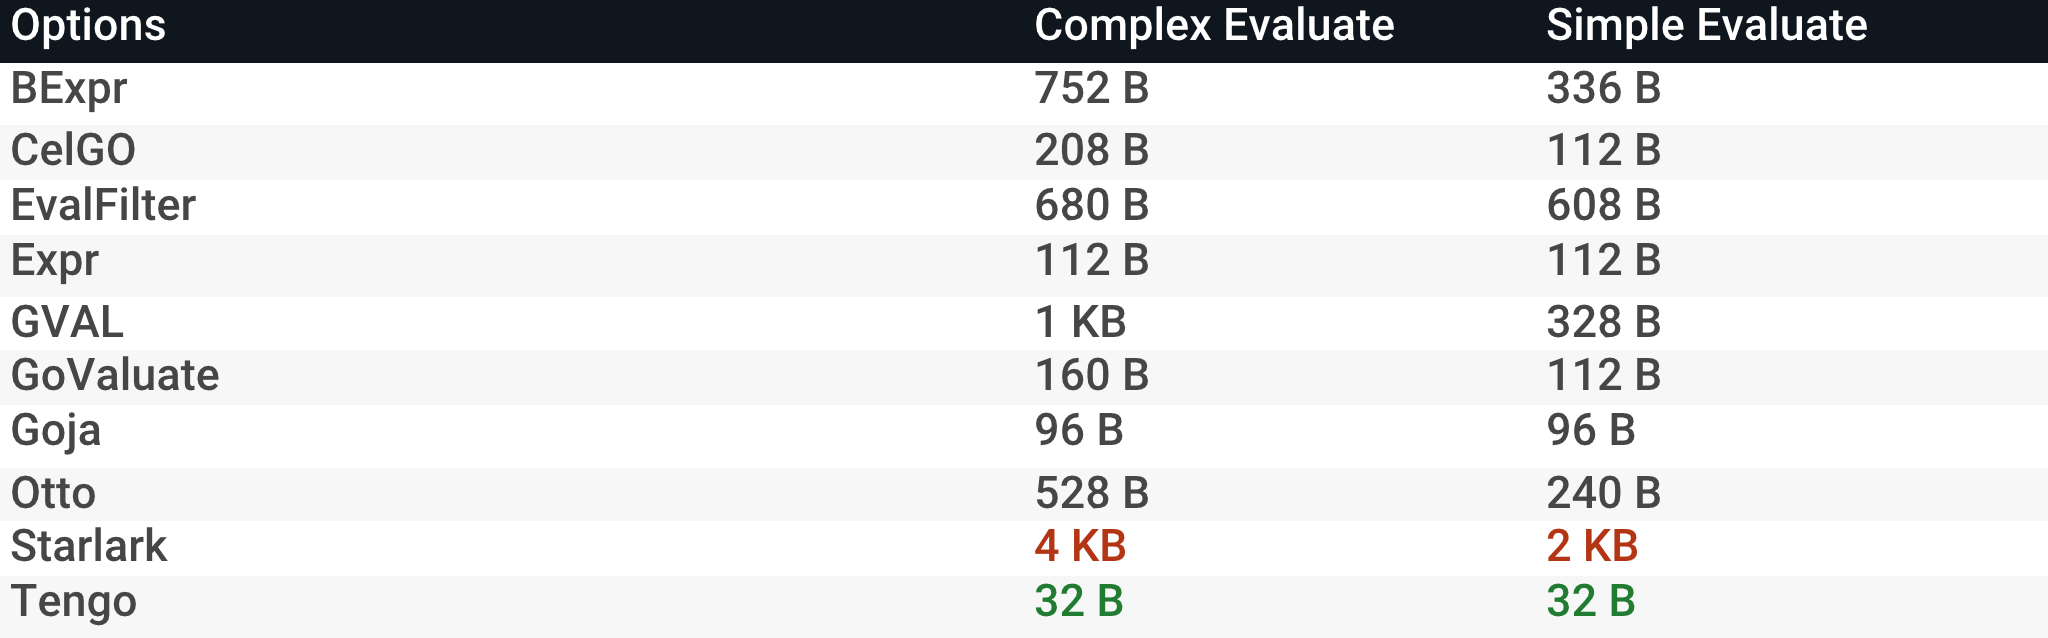 Options Complex Evaluate Simple Evaluate
BExpr 752 B 336 B
CelGO 208 B 112 B
EvalFilter 680 B 608 B
Expr 112 B 112 B
GVAL 1 KB 328 B
GoValuate 160 B 112 B
Goja 96 B 96 B
Otto 528 B 240 B
Starlark 4 KB 2 KB
Tengo 32 B 32 B